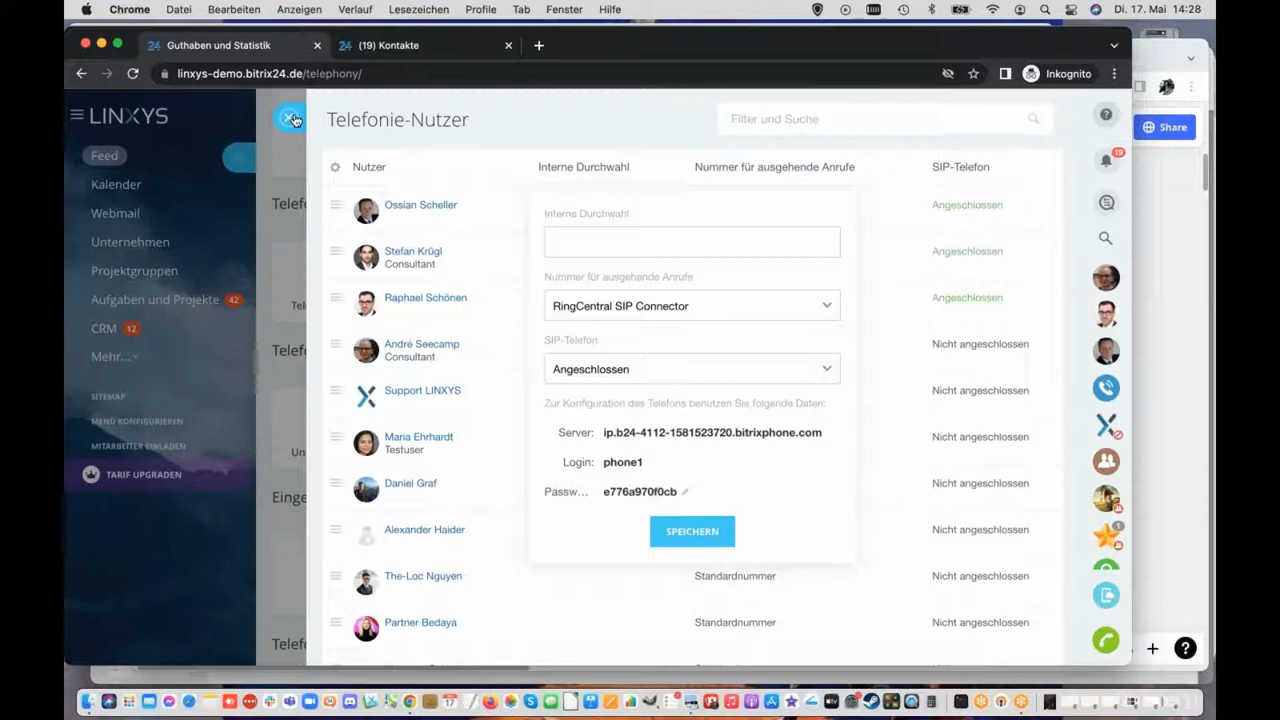 Chrome Datei Bearbeiten Anzeigen Verlauf Lesezeichen Profile Tab Fenster Hilfe Di. 17. Mai 14:28
24 Guthaben und Statistik 24 (19) Kontakte
linxys-demo.bitrix24.de/telephony/ Inkognito
LINXYS
Feed
Kalender
Webmail
Unternehmen
Projektgruppen
Aufgaben und Projekte 42
CRM 12
Mehr...
SITEMAP
MENÜ KONFIGURIEREN
MITARBEITER EINLADEN
TARIF UPGRADEN
Telefonie-Nutzer
Filter und Suche
Share
19
Nutzer Interne Durchwahl Nummer für ausgehende Anrufe SIP-Telefon
Ossian Scheller Angeschlossen
Stefan Krügl Angeschlossen
Consultant
Raphael Schönen Angeschlossen
André Seecamp Nicht angeschlossen
Consultant
Support LINXYS Nicht angeschlossen
Maria Ehrhardt Nicht angeschlossen
Testuser
Daniel Graf Nicht angeschlossen
Alexander Haider Nicht angeschlossen
The-Loc Nguyen Standardnummer Nicht angeschlossen
Partner Bedaya Standardnummer Nicht angeschlossen
Interne Durchwahl
Nummer für ausgehende Anrufe
RingCentral SIP Connector
SIP-Telefon
Angeschlossen
Zur Konfiguration des Telefons benutzen Sie folgende Daten:
Server: ip.b24-4112-1581523720.bitrixphone.com
Login: phone1
Passw... e776a970f0cb
SPEICHERN
1